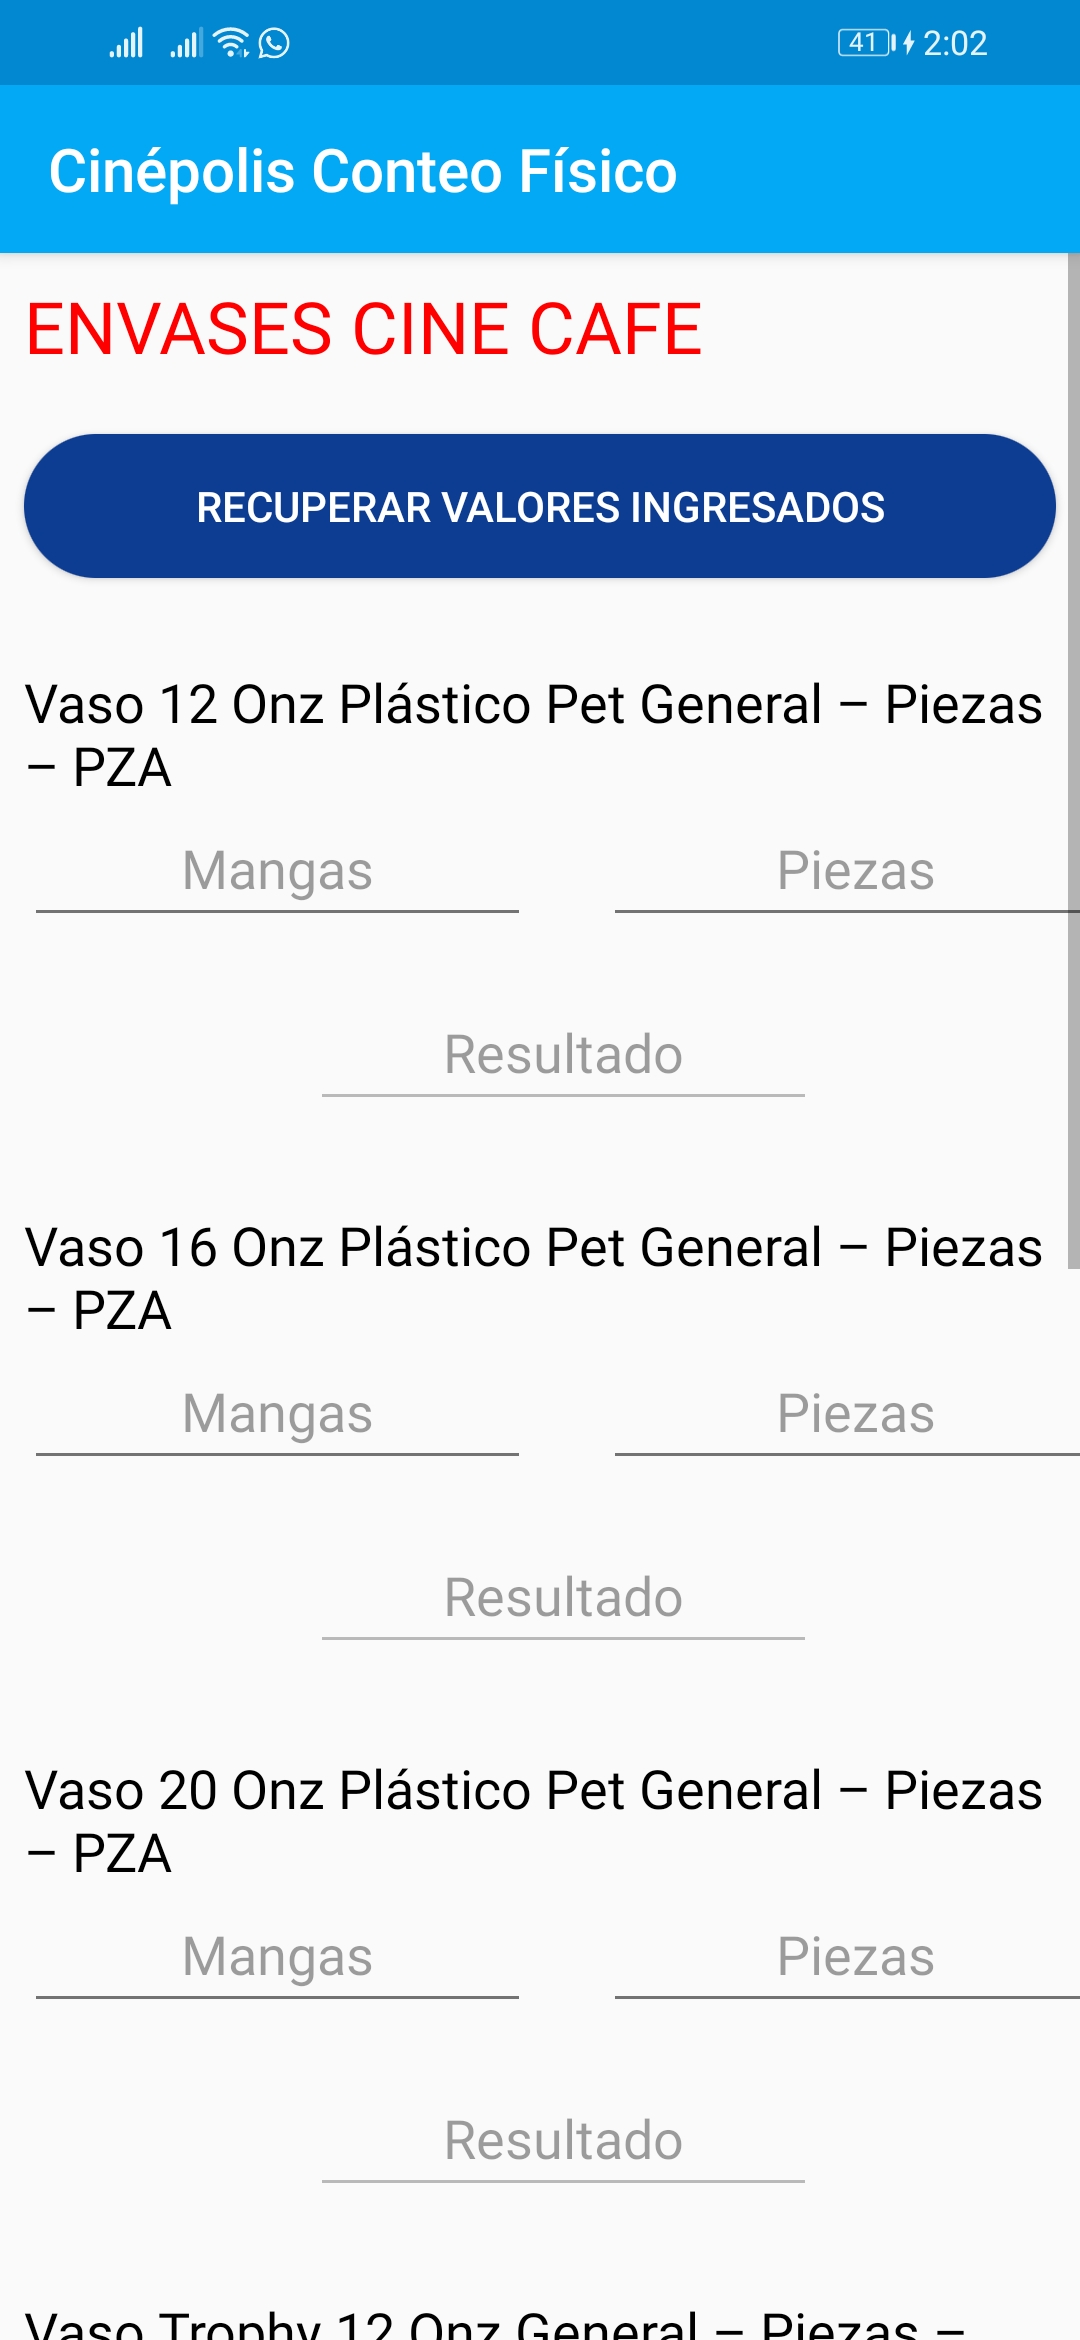 41 2:02
Cinépolis Conteo Físico
ENVASES CINE CAFE
RECUPERAR VALORES INGRESADOS
Vaso 12 Onz Plástico Pet General – Piezas
– PZA
Mangas Piezas
Resultado
Vaso 16 Onz Plástico Pet General – Piezas
– PZA
Mangas Piezas
Resultado
Vaso 20 Onz Plástico Pet General – Piezas
– PZA
Mangas Piezas
Resultado
Vaso Trophy 12 Onz General – Piezas –